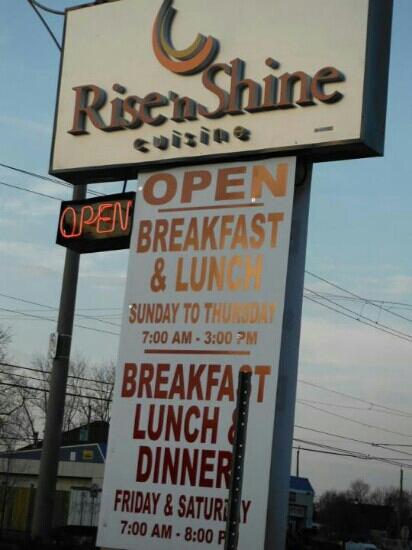 Rise'n Shine
cuisine
OPEN
OPEN
BREAKFAST
& LUNCH
SUNDAY TO THURSDAY
7:00 AM - 3:00 PM
BREAKFAST
LUNCH &
DINNER
FRIDAY & SATURDAY
7:00 AM - 8:00 P